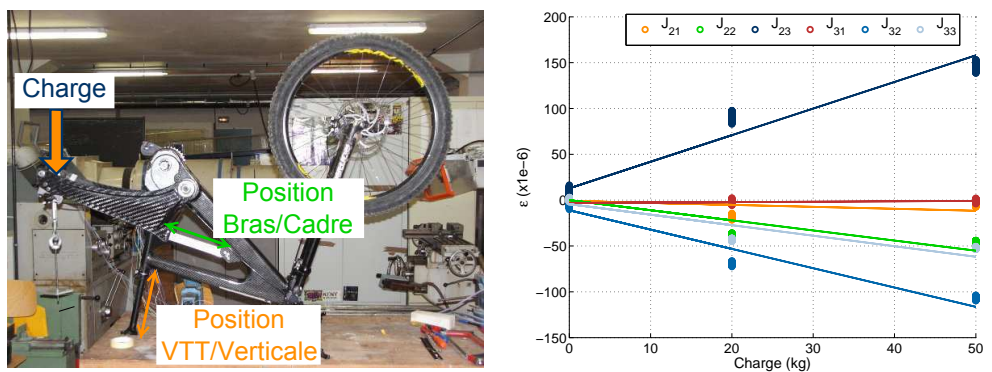 Charge
Position
Bras/Cadre
Position
VTT/Verticale
J21 J22 J23 J31 J32 J33
200
150
100
50
0
−50
−100
−150
ε (x1e−6)
0 10 20 30 40 50
Charge (kg)